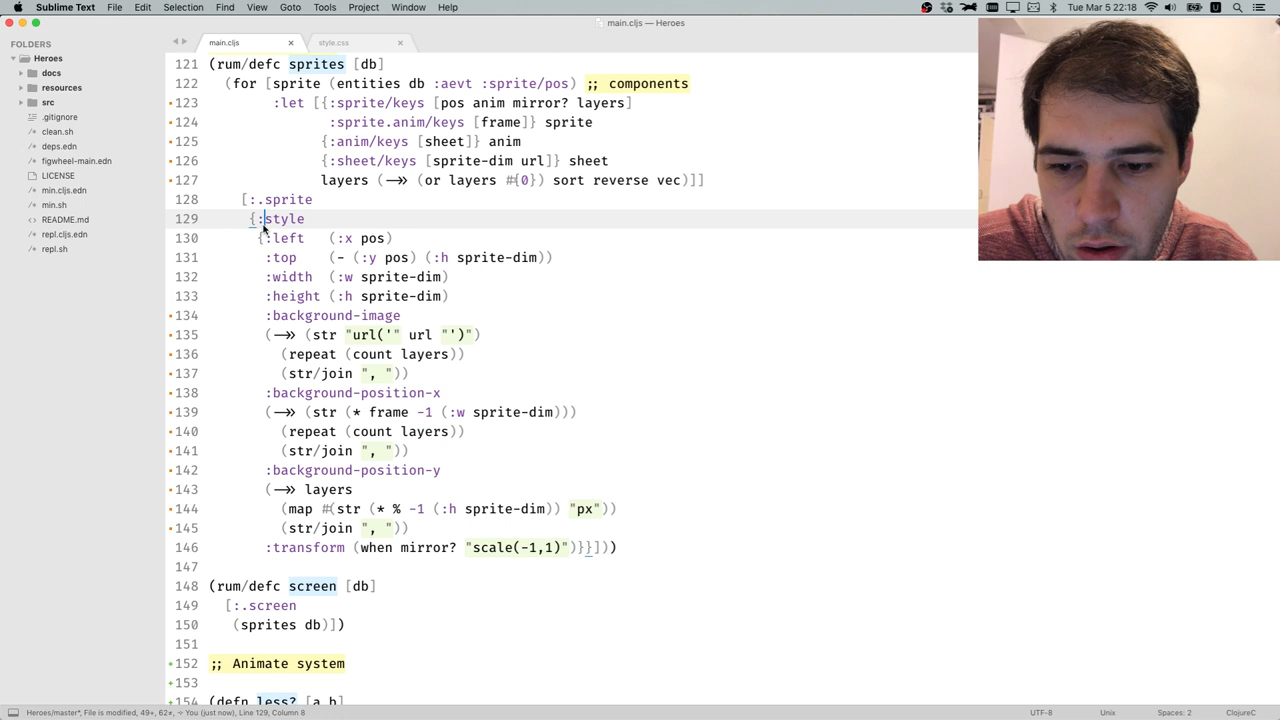 Sublime Text File Edit Selection Find View Goto Tools Project Window Help Tue Mar 5 22:18
main.cljs — Heroes
FOLDERS
Heroes
docs
resources
src
.gitignore
clean.sh
deps.edn
figwheel-main.edn
LICENSE
min.cljs.edn
min.sh
README.md
repl.cljs.edn
repl.sh
main.cljs × style.css ×
121 (rum/defc sprites [db]
122 (for [sprite (entities db :aevt :sprite/pos) ;; components
123 :let [{:sprite/keys [pos anim mirror? layers]
124 :sprite.anim/keys [frame]} sprite
125 {:anim/keys [sheet]} anim
126 {:sheet/keys [sprite-dim url]} sheet
127 layers (->> (or layers #{0}) sort reverse vec)]]
128 [:.sprite
129 {:style
130 {:left (:x pos)
131 :top (- (:y pos) (:h sprite-dim))
132 :width (:w sprite-dim)
133 :height (:h sprite-dim)
134 :background-image
135 (->> (str "url('" url "')")
136 (repeat (count layers))
137 (str/join ", "))
138 :background-position-x
139 (->> (str (* frame -1 (:w sprite-dim)))
140 (repeat (count layers))
141 (str/join ", "))
142 :background-position-y
143 (->> layers
144 (map #(str (* % -1 (:h sprite-dim)) "px"))
145 (str/join ", "))
146 :transform (when mirror? "scale(-1,1)")}}]))
147
148 (rum/defc screen [db]
149 [:.screen
150 (sprites db)])
151
152 ;; Animate system
153
154 (defn less? [a b]
Heroes/master*, File is modified, 49+, 62≠, ÷ You (just now), Line 129, Column 8 UTF-8 Unix Spaces: 2 ClojureC